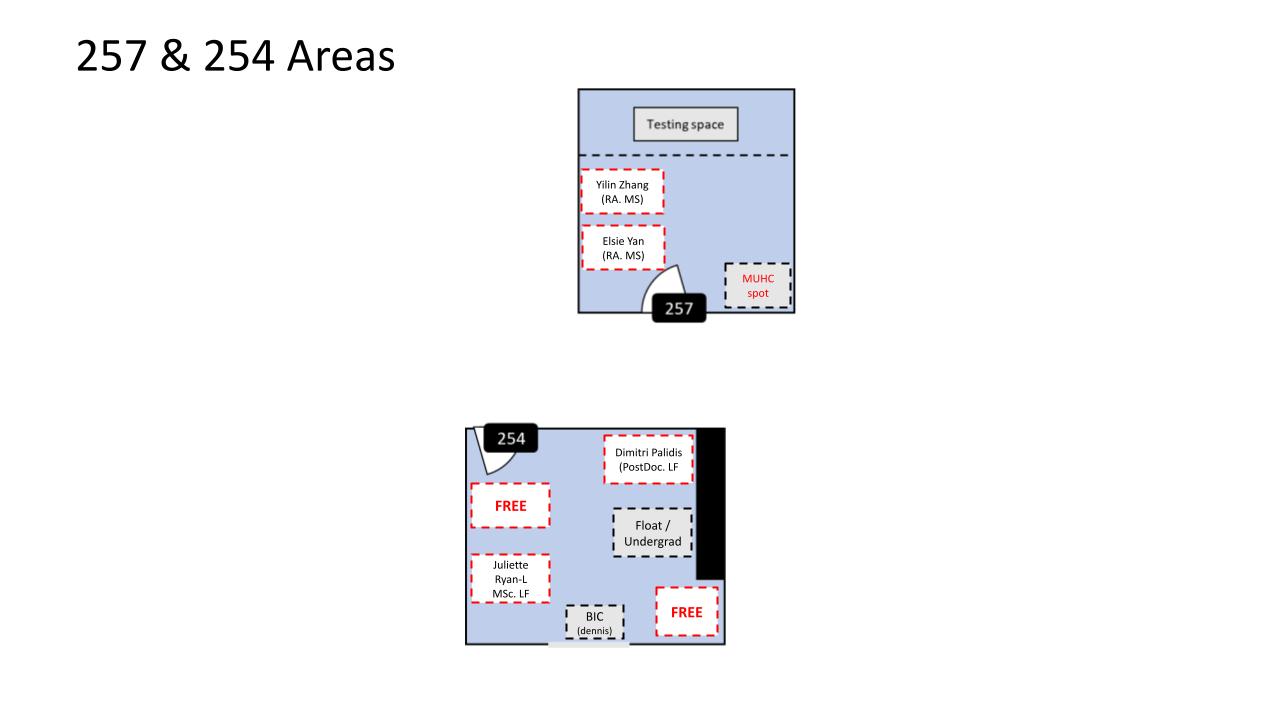 257 & 254 Areas
Testing space
Yilin Zhang
(RA. MS)
Elsie Yan
(RA. MS)
MUHC
spot
257
254
Dimitri Palidis
(PostDoc. LF
FREE
Float /
Undergrad
Juliette
Ryan-L
MSc. LF
BIC
(dennis)
FREE